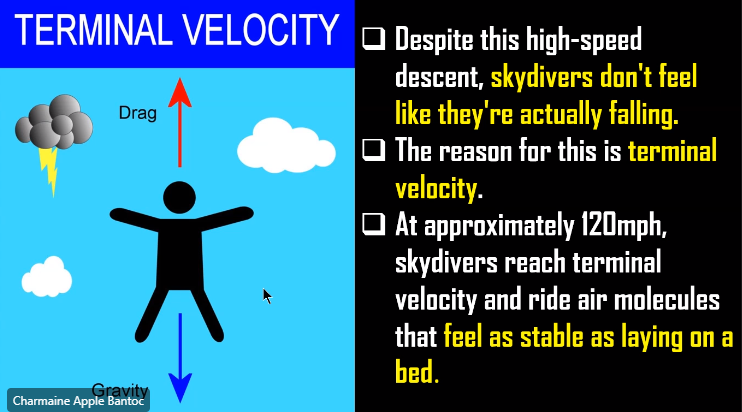 TERMINAL VELOCITY
Drag
Gravity
Charmaine Apple Bantoc
❑ Despite this high-speed
descent, skydivers don't feel
like they're actually falling.
❑ The reason for this is terminal
velocity.
❑ At approximately 120mph,
skydivers reach terminal
velocity and ride air molecules
that feel as stable as laying on a
bed.